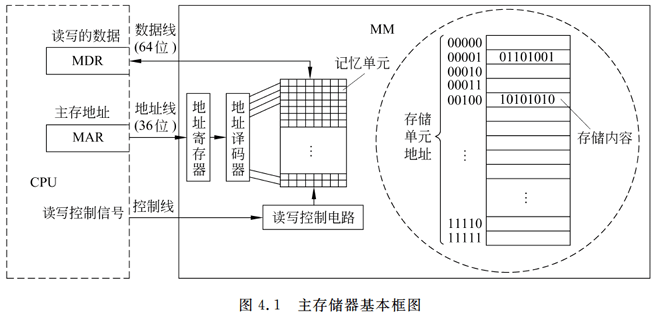 读写的数据
MDR
数据线
(64位)
主存地址
MAR
地址线
(36位)
CPU
读写控制信号
控制线
MM
地址寄存器
地址译码器
记忆单元
⋮
读写控制电路
存储单元地址
00000
00001
00010
00011
00100
⋮
11110
11111
01101001
10101010
⋮
存储内容
图 4.1 主存储器基本框图